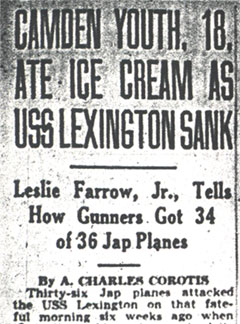 CAMDEN YOUTH, 18,
ATE ICE CREAM AS
USS LEXINGTON SANK
Leslie Farrow, Jr., Tells
How Gunners Got 34
of 36 Jap Planes
By A. CHARLES COROTIS
Thirty-six Jap planes attacked
the USS Lexington on that fate-
ful morning six weeks ago when